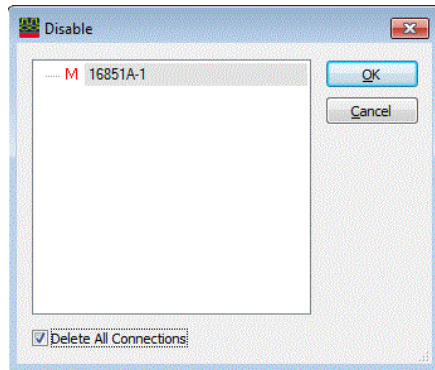 Disable
M 16851A-1
OK
Cancel
Delete All Connections